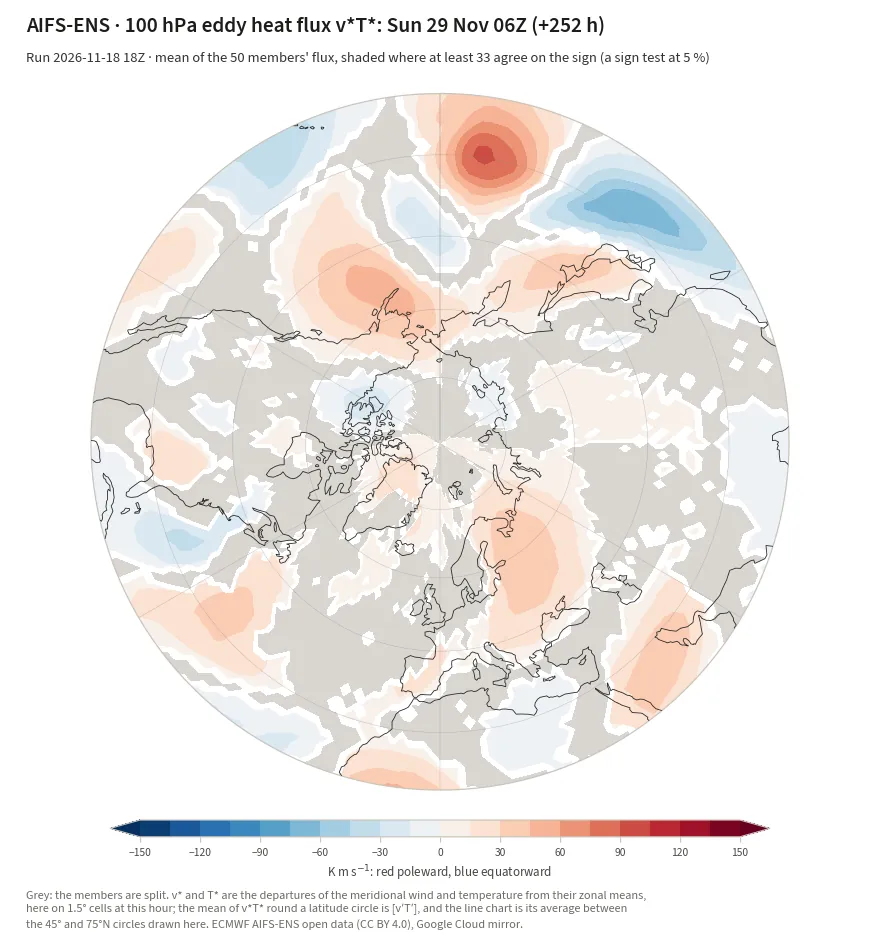 AIFS-ENS · 100 hPa eddy heat flux v*T*: Sun 29 Nov 06Z (+252 h)
Run 2026-11-18 18Z · mean of the 50 members' flux, shaded where at least 33 agree on the sign (a sign test at 5 %)
−150 −120 −90 −60 −30 0 30 60 90 120 150
K m s⁻¹: red poleward, blue equatorward
Grey: the members are split. v* and T* are the departures of the meridional wind and temperature from their zonal means,
here on 1.5° cells at this hour; the mean of v*T* round a latitude circle is [v′T′], and the line chart is its average between
the 45° and 75°N circles drawn here. ECMWF AIFS-ENS open data (CC BY 4.0), Google Cloud mirror.